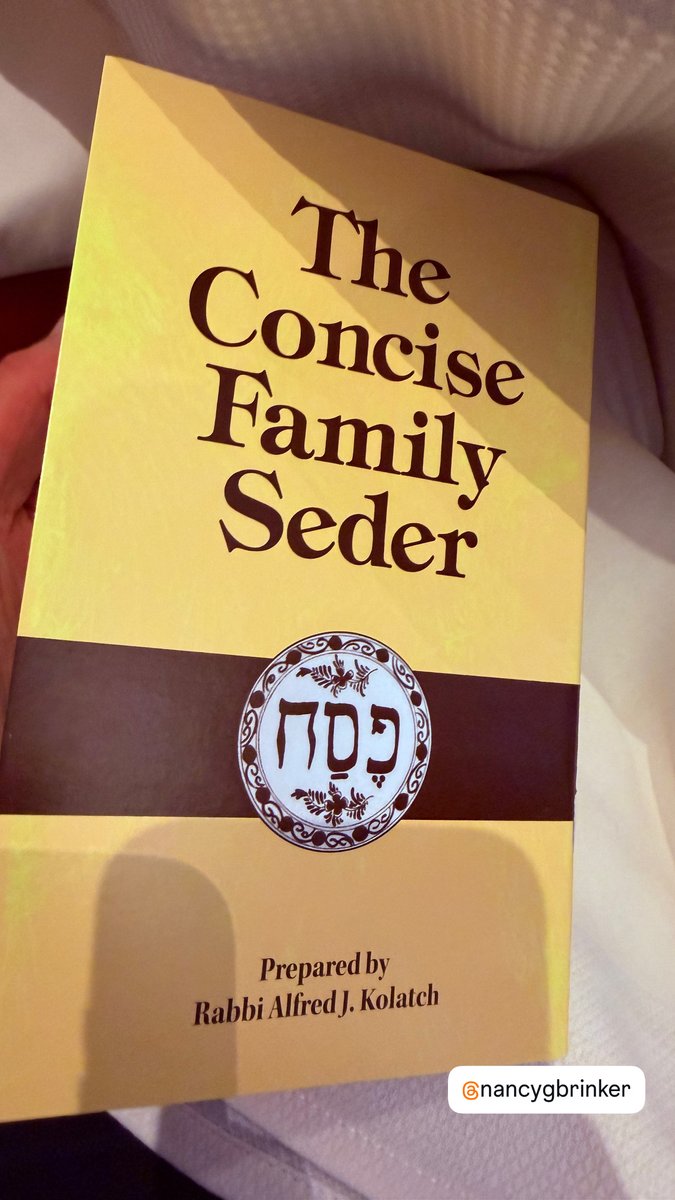 The
Concise
Family
Seder
פֶּסַח
Prepared by
Rabbi Alfred J. Kolatch
@nancygbrinker